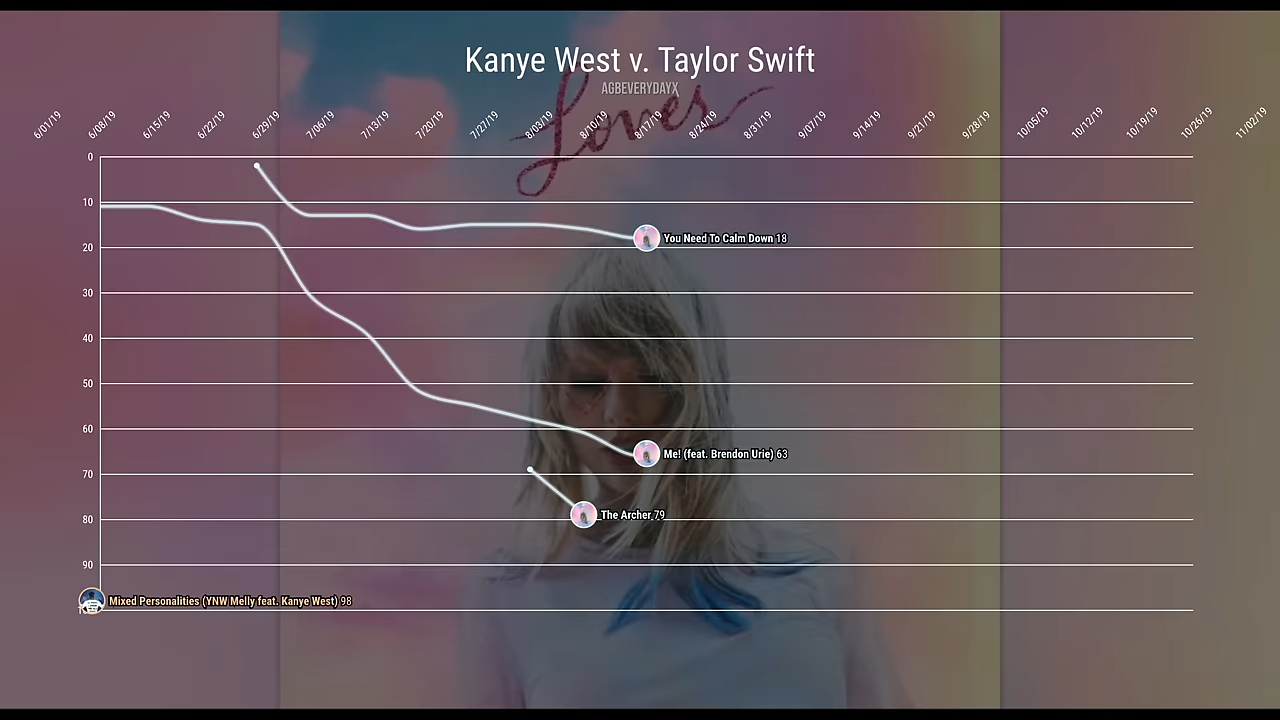 Kanye West v. Taylor Swift
AGBEVERYDAYX
Lover
6/01/19 6/08/19 6/15/19 6/22/19 6/29/19 7/06/19 7/13/19 7/20/19 7/27/19 8/03/19 8/10/19 8/17/19 8/24/19 8/31/19 9/07/19 9/14/19 9/21/19 9/28/19 10/05/19 10/12/19 10/19/19 10/26/19 11/02/19
0
10
20
You Need To Calm Down 18
30
40
50
60
Me! (feat. Brendon Urie) 63
70
80
The Archer 79
90
Mixed Personalities (YNW Melly feat. Kanye West) 98